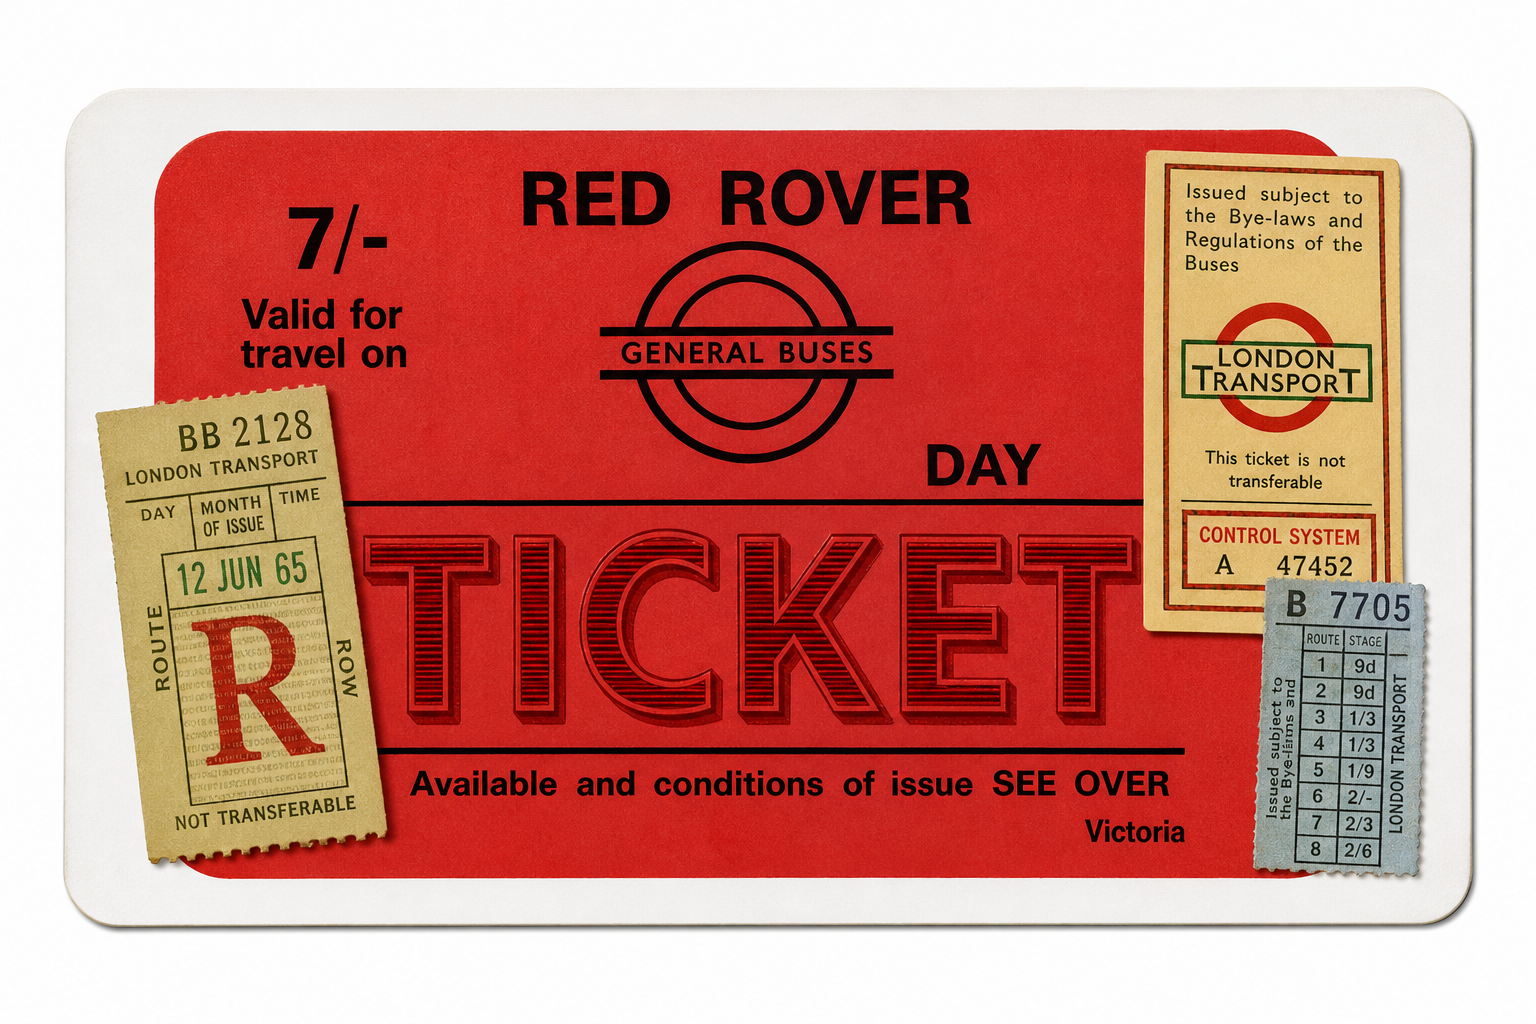 RED ROVER
7/-
Valid for
travel on
GENERAL BUSES
DAY
TICKET
Available and conditions of issue SEE OVER
Victoria
BB 2128
LONDON TRANSPORT
DAY
MONTH
OF ISSUE
TIME
12 JUN 65
ROUTE
R
ROW
NOT TRANSFERABLE
Issued subject to
the Bye-laws and
Regulations of the
Buses
LONDON
TRANSPORT
This ticket is not
transferable
CONTROL SYSTEM
A 47452
B 7705
ROUTE STAGE
1 9d
2 9d
3 1/3
4 1/3
5 1/9
6 2/-
7 2/3
8 2/6
Issued subject to
the
LONDON TRANSPORT